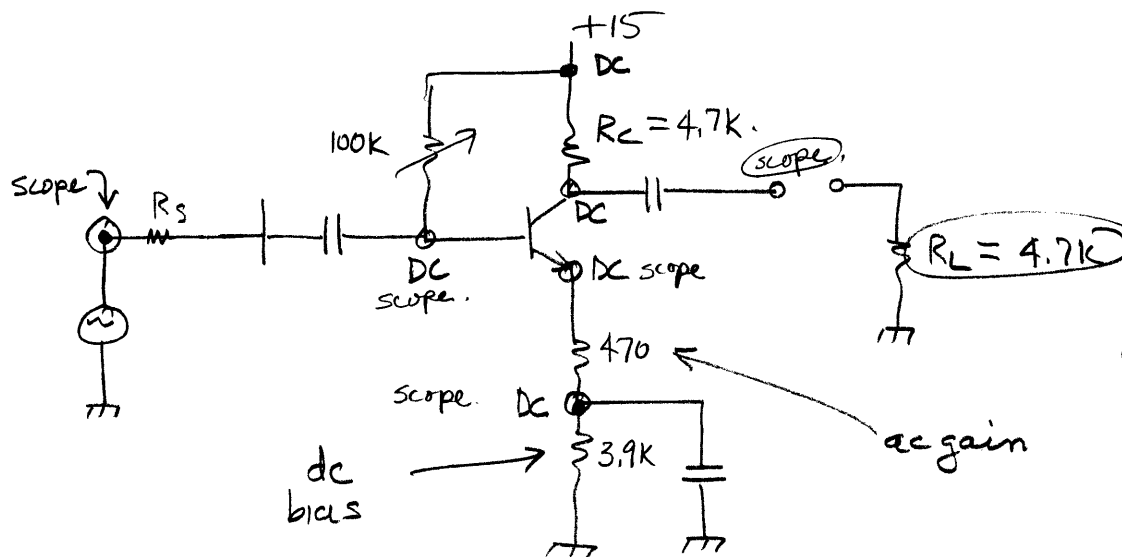 +15
DC
100K
Rc = 4.7K.
scope.
scope
Rs
DC
DC
scope.
DC scope
RL = 4.7K
470
scope. DC
ac gain
3.9K
dc
bias